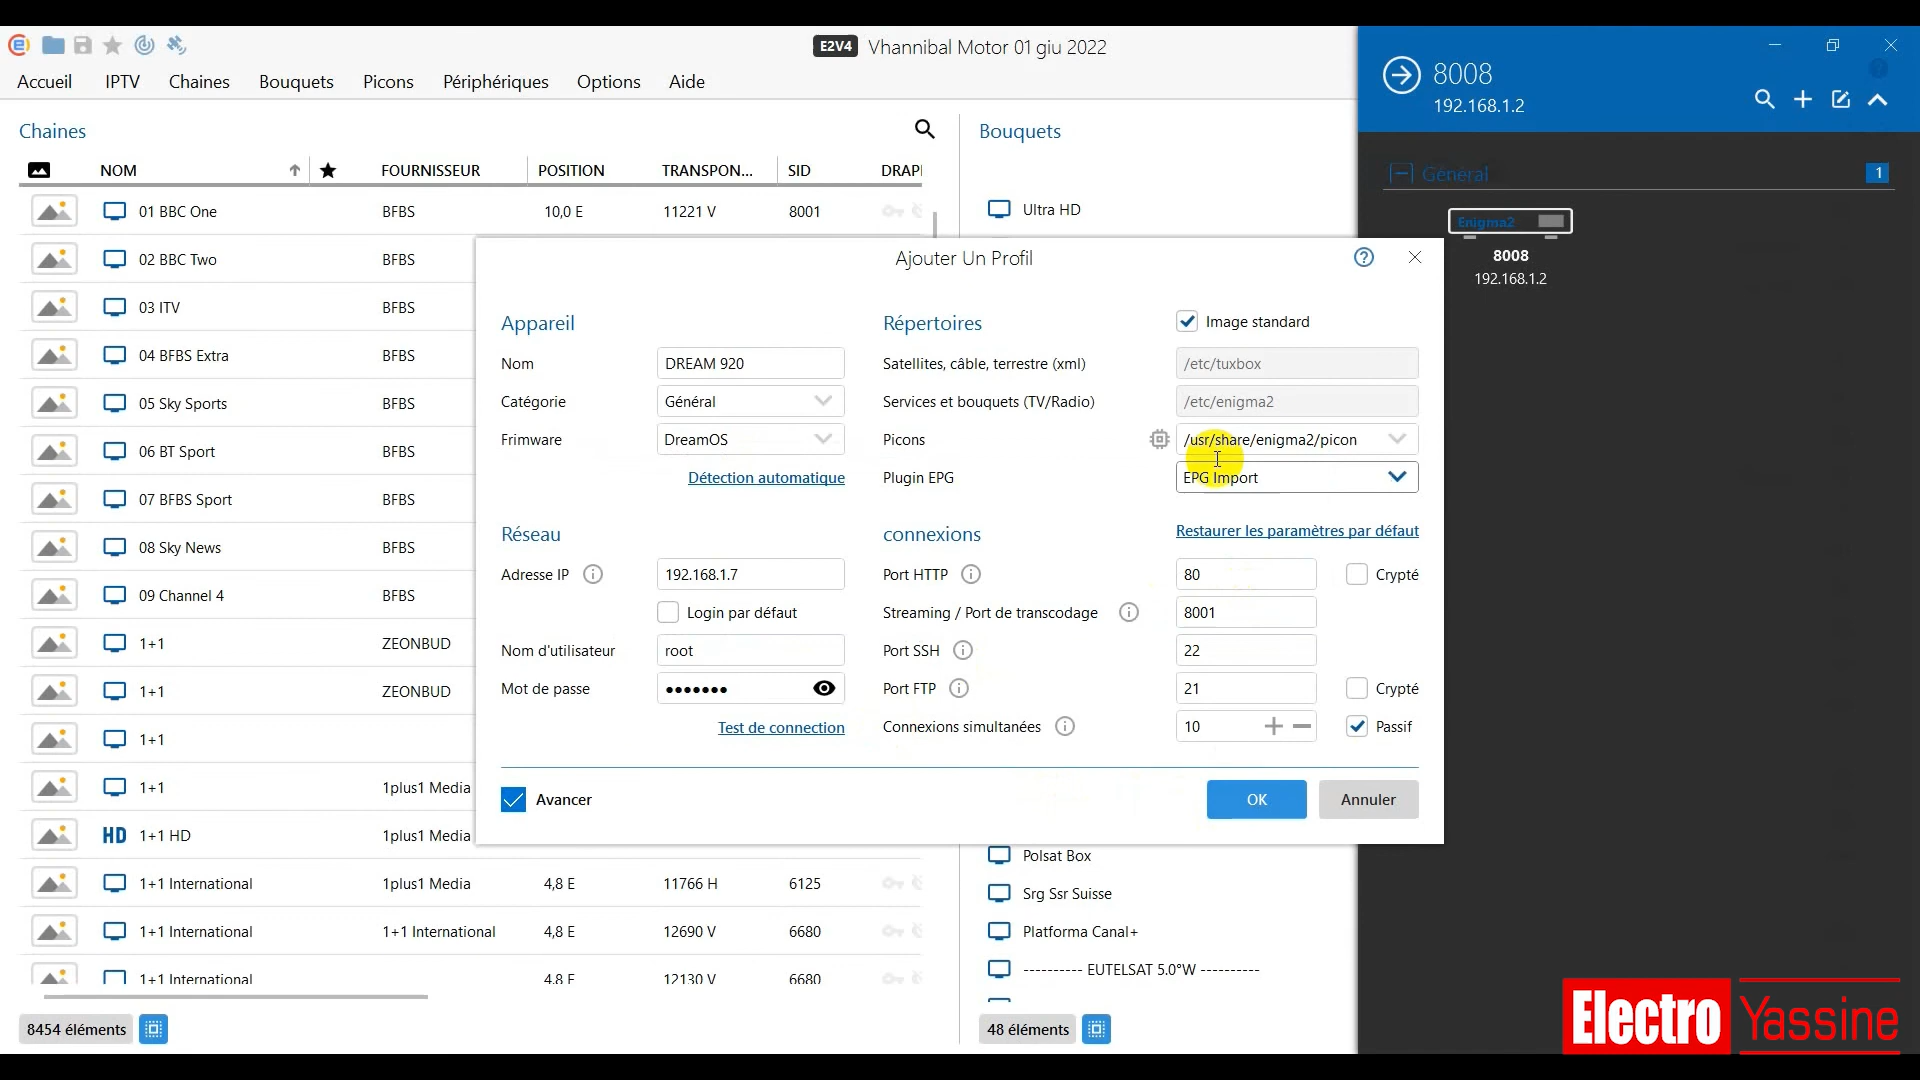 E2V4 Vhannibal Motor 01 giu 2022
Accueil IPTV Chaines Bouquets Picons Périphériques Options Aide
8008
192.168.1.2
Chaines
NOM FOURNISSEUR POSITION TRANSPON... SID DRAPI
01 BBC One BFBS 10,0 E 11221 V 8001
02 BBC Two BFBS
03 ITV BFBS
04 BFBS Extra BFBS
05 Sky Sports BFBS
06 BT Sport BFBS
07 BFBS Sport BFBS
08 Sky News BFBS
09 Channel 4 BFBS
1+1 ZEONBUD
1+1 ZEONBUD
1+1
1+1 1plus1 Media
HD 1+1 HD 1plus1 Media
1+1 International 1plus1 Media 4,8 E 11766 H 6125
1+1 International 1+1 International 4,8 E 12690 V 6680
1+1 International 4,8 E 12130 V 6680
8454 éléments
Bouquets
Ultra HD
Polsat Box
Srg Ssr Suisse
Platforma Canal+
---------- EUTELSAT 5.0°W ----------
48 éléments
Ajouter Un Profil
Appareil
Nom DREAM 920
Catégorie Général
Frimware DreamOS
Détection automatique
Réseau
Adresse IP 192.168.1.7
Login par défaut
Nom d'utilisateur root
Mot de passe •••••••
Test de connection
Répertoires Image standard
Satellites, câble, terrestre (xml) /etc/tuxbox
Services et bouquets (TV/Radio) /etc/enigma2
Picons /usr/share/enigma2/picon
Plugin EPG EPG Import
connexions Restaurer les paramètres par défaut
Port HTTP 80 Crypté
Streaming / Port de transcodage 8001
Port SSH 22
Port FTP 21 Crypté
Connexions simultanées 10 Passif
Avancer OK Annuler
Général 1
Enigma2
8008
192.168.1.2
Electro Yassine